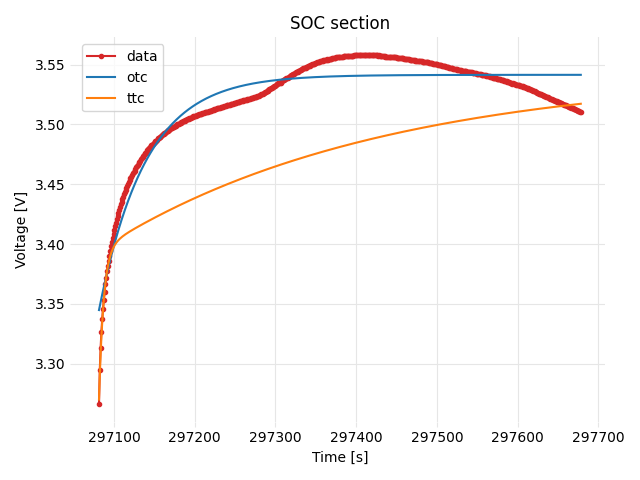 SOC section
data
otc
ttc
3.55
3.50
3.45
3.40
3.35
3.30
Voltage [V]
297100 297200 297300 297400 297500 297600 297700
Time [s]